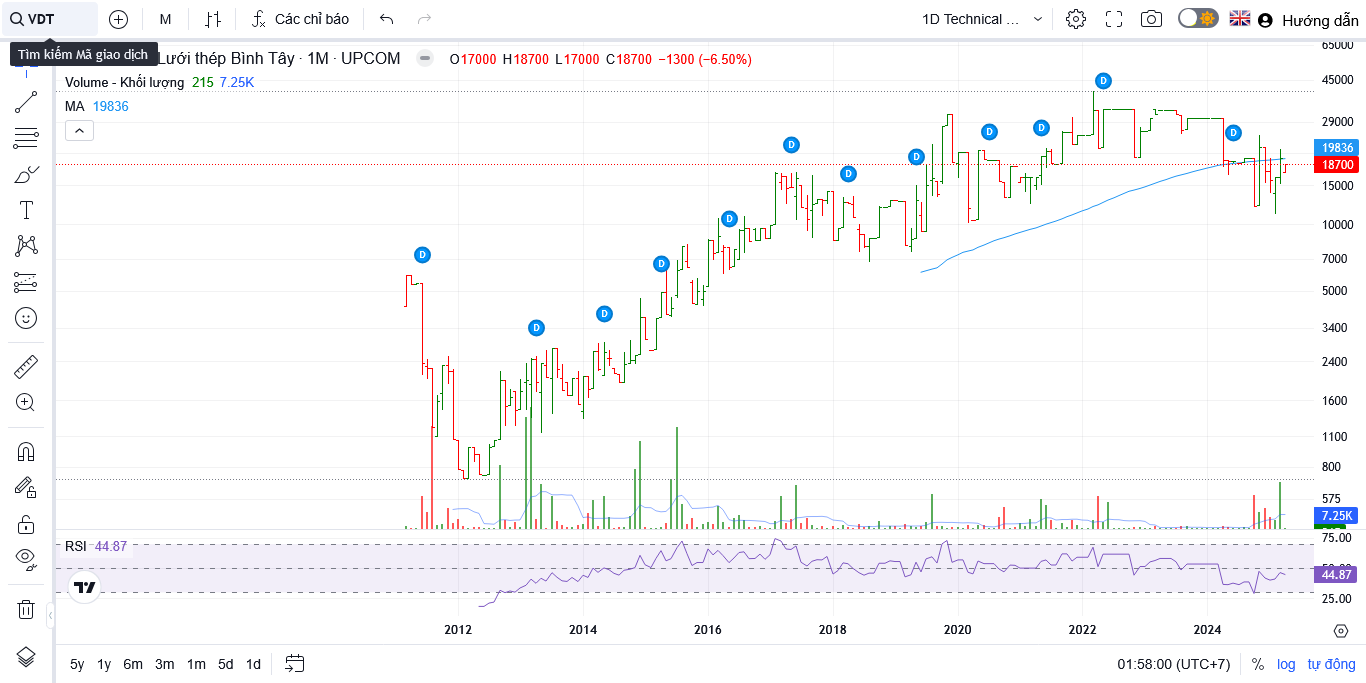 VDT
M
Các chỉ báo
1D Technical ...
Hướng dẫn
Tìm kiếm Mã giao dịch
Lưới thép Bình Tây · 1M · UPCOM
O17000 H18700 L17000 C18700 −1300 (−6.50%)
Volume - Khối lượng 215 7.25K
MA 19836
65000
45000
29000
19836
18700
15000
10000
7000
5000
3400
2400
1600
1100
800
575
7.25K
D
D
D
D
D
D
D
D
D
D
D
D
RSI 44.87
75.00
44.87
25.00
2012 2014 2016 2018 2020 2022 2024
5y 1y 6m 3m 1m 5d 1d
01:58:00 (UTC+7) % log tự động